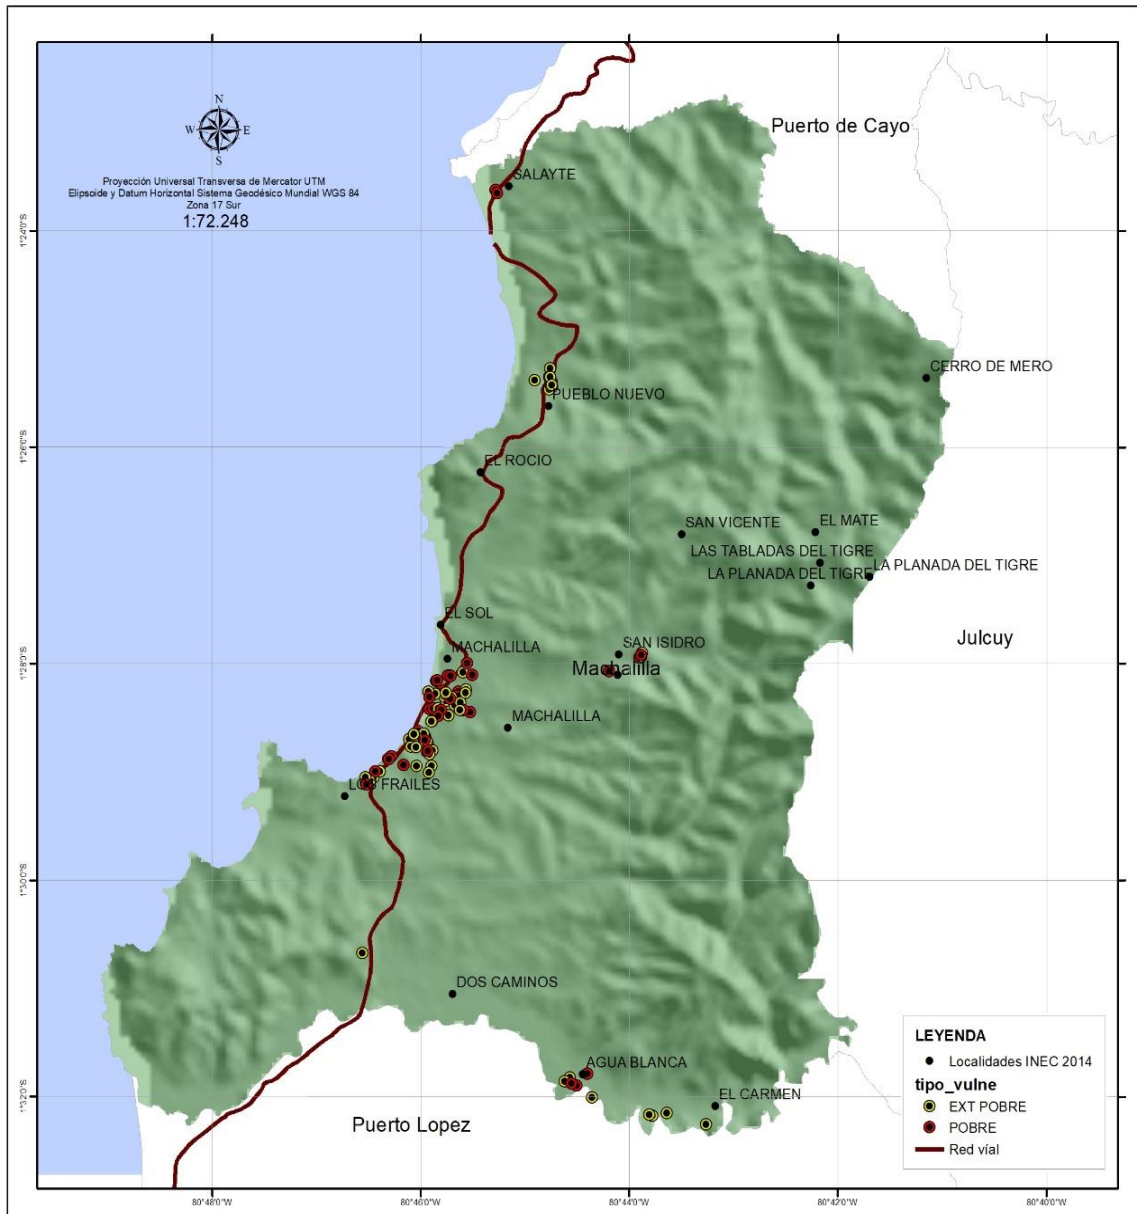 N
W E
S
Proyección Universal Transversa de Mercator UTM
Elipsoide y Datum Horizontal Sistema Geodésico Mundial WGS 84
Zona 17 Sur
1:72.248
Puerto de Cayo
SALAYTE
1°24'0"S
CERRO DE MERO
PUEBLO NUEVO
1°26'0"S
EL ROCIO
SAN VICENTE
EL MATE
LAS TABLADAS DEL TIGRE
LA PLANADA DEL TIGRE
LA PLANADA DEL TIGRE
EL SOL
MACHALILLA
SAN ISIDRO
Julcuy
1°28'0"S
Machalilla
MACHALILLA
LOS FRAILES
1°30'0"S
DOS CAMINOS
AGUA BLANCA
EL CARMEN
1°32'0"S
Puerto Lopez
LEYENDA
Localidades INEC 2014
tipo_vulne
EXT POBRE
POBRE
Red víal
80°48'0"W 80°46'0"W 80°44'0"W 80°42'0"W 80°40'0"W